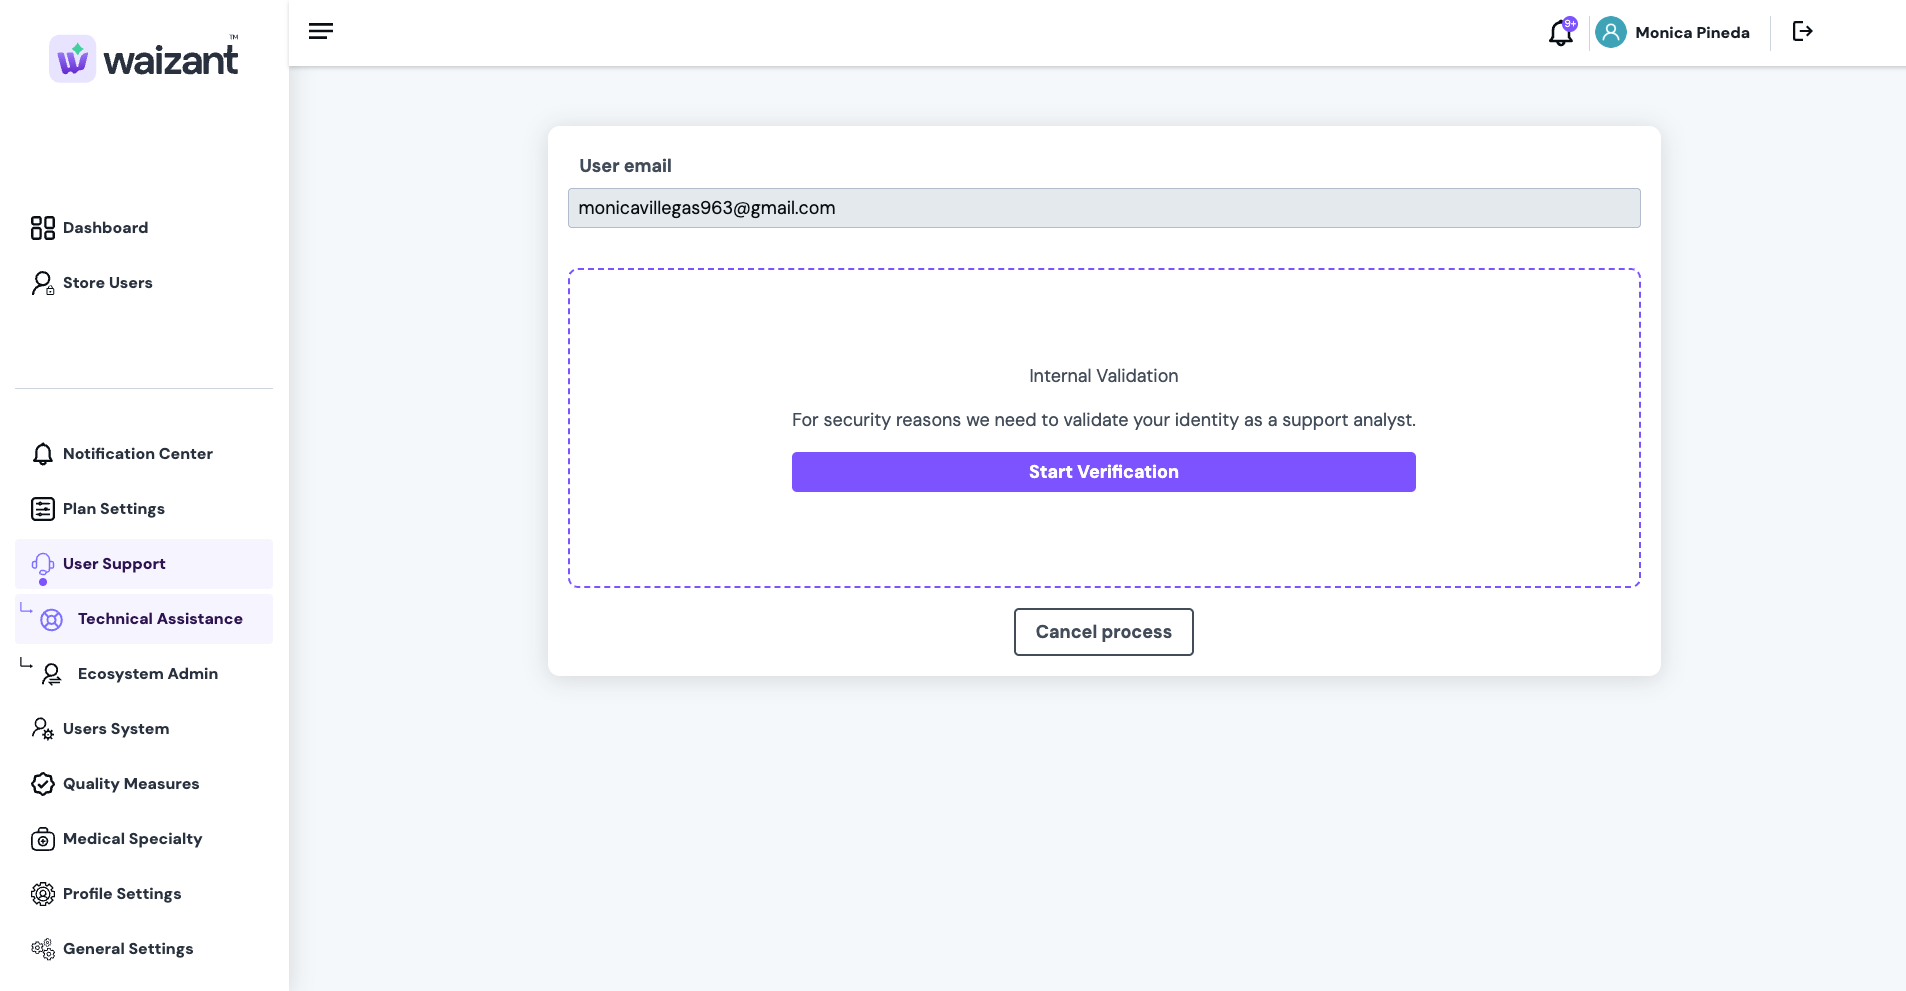 waizant™
Dashboard
Store Users
Notification Center
Plan Settings
User Support
Technical Assistance
Ecosystem Admin
Users System
Quality Measures
Medical Specialty
Profile Settings
General Settings
9+
Monica Pineda
User email
monicavillegas963@gmail.com
Internal Validation
For security reasons we need to validate your identity as a support analyst.
Start Verification
Cancel process